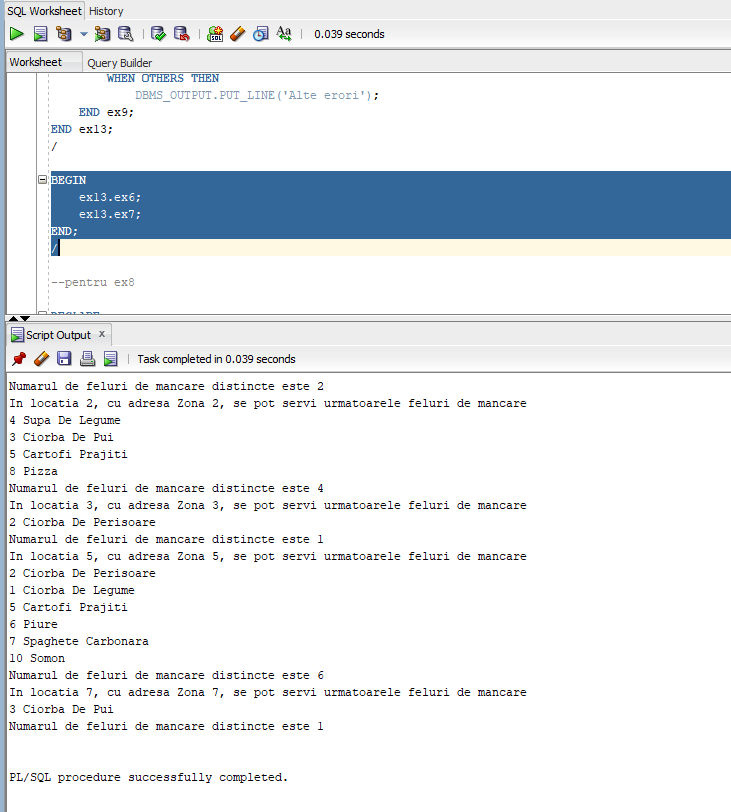 SQL Worksheet History
0.039 seconds
Worksheet Query Builder
WHEN OTHERS THEN
DBMS_OUTPUT.PUT_LINE('Alte erori');
END ex9;
END ex13;
/
BEGIN
ex13.ex6;
ex13.ex7;
END;
/
--pentru ex8
DECLARE
Script Output x
Task completed in 0.039 seconds
Numarul de feluri de mancare distincte este 2
In locatia 2, cu adresa Zona 2, se pot servi urmatoarele feluri de mancare
4 Supa De Legume
3 Ciorba De Pui
5 Cartofi Prajiti
8 Pizza
Numarul de feluri de mancare distincte este 4
In locatia 3, cu adresa Zona 3, se pot servi urmatoarele feluri de mancare
2 Ciorba De Perisoare
Numarul de feluri de mancare distincte este 1
In locatia 5, cu adresa Zona 5, se pot servi urmatoarele feluri de mancare
2 Ciorba De Perisoare
1 Ciorba De Legume
5 Cartofi Prajiti
6 Piure
7 Spaghete Carbonara
10 Somon
Numarul de feluri de mancare distincte este 6
In locatia 7, cu adresa Zona 7, se pot servi urmatoarele feluri de mancare
3 Ciorba De Pui
Numarul de feluri de mancare distincte este 1
PL/SQL procedure successfully completed.